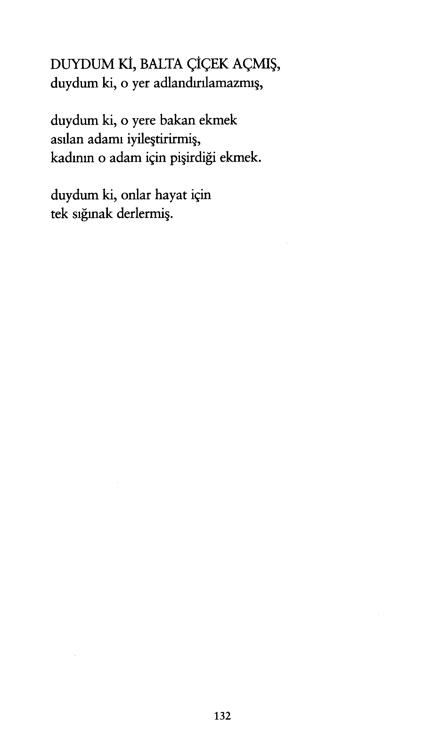 DUYDUM Kİ, BALTA ÇİÇEK AÇMIŞ,
duydum ki, o yer adlandırılamazmış,
duydum ki, o yere bakan ekmek
asılan adamı iyileştirirmiş,
kadının o adam için pişirdiği ekmek.
duydum ki, onlar hayat için
tek sığınak derlermiş.
132